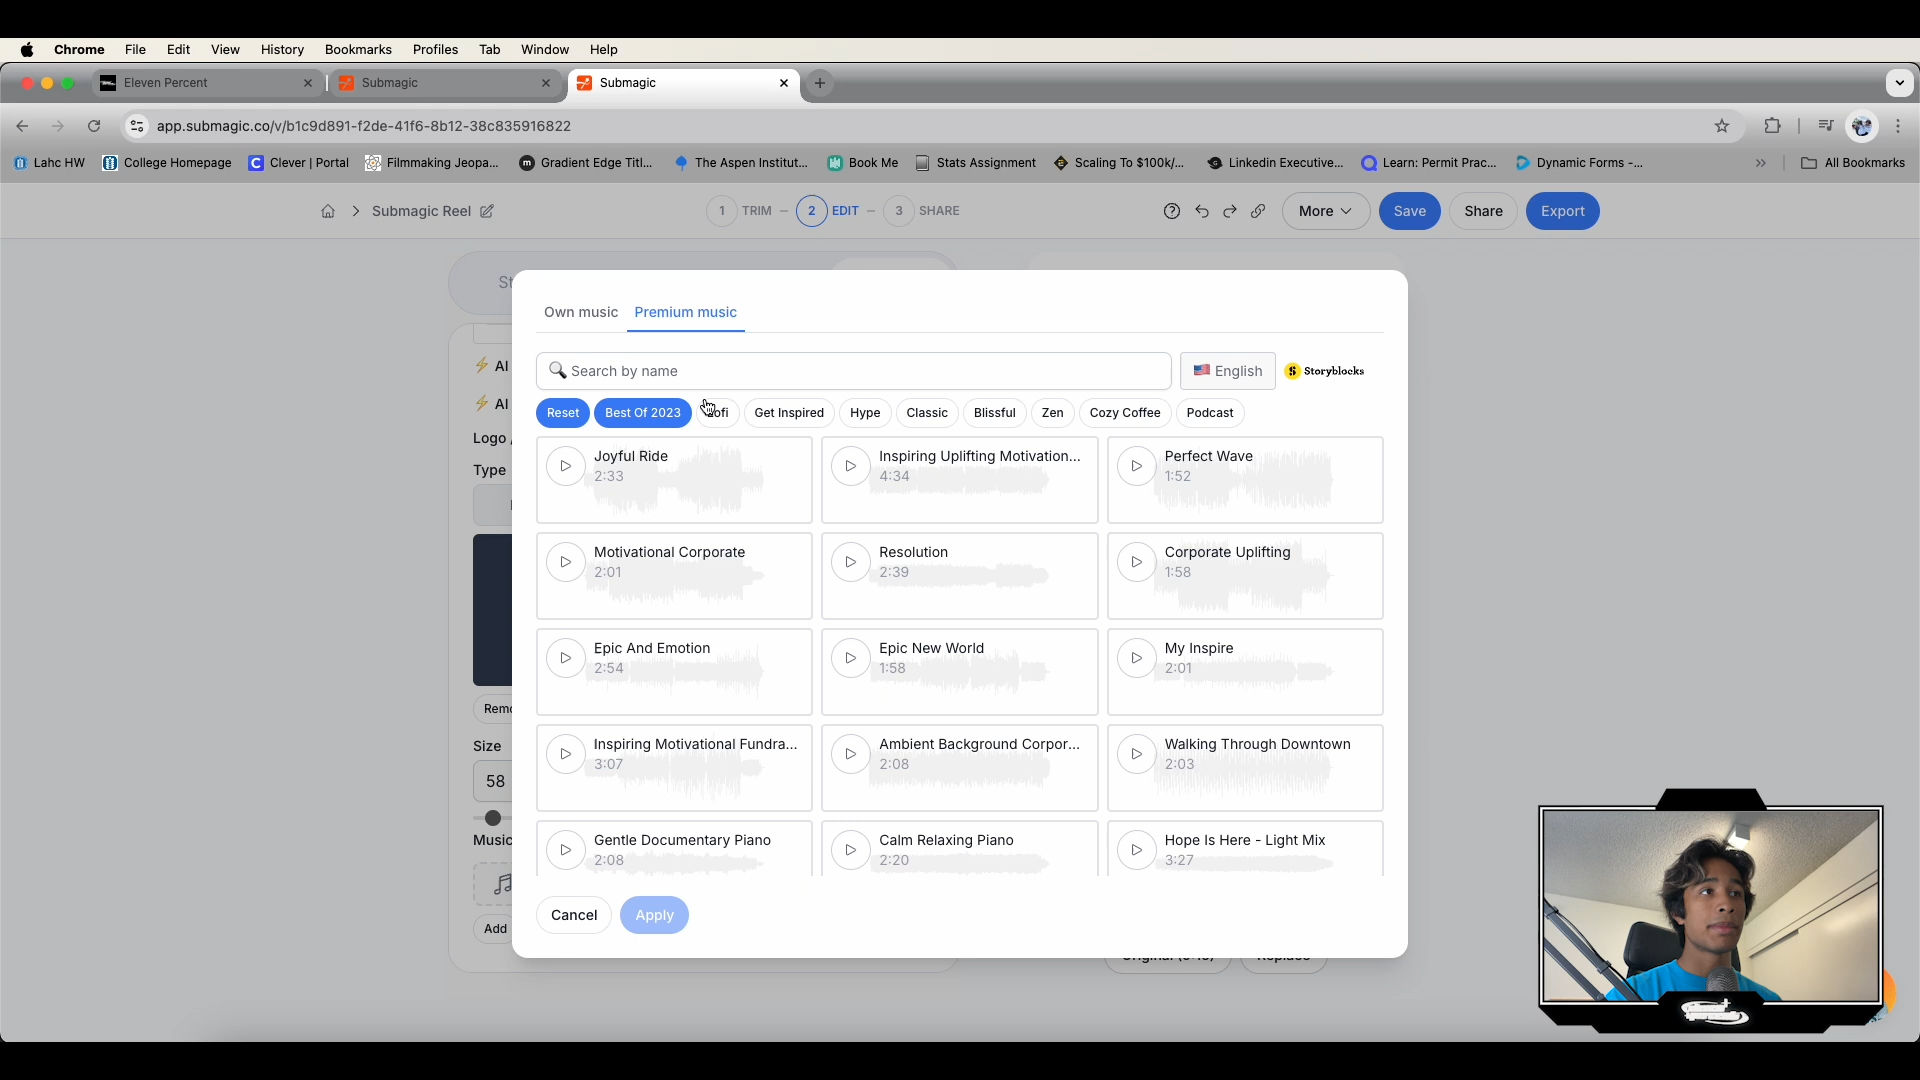 Chrome File Edit View History Bookmarks Profiles Tab Window Help
Eleven Percent
Submagic
Submagic
app.submagic.co/v/b1c9d891-f2de-41f6-8b12-38c835916822
Lahc HW
College Homepage
Clever | Portal
Filmmaking Jeopa...
Gradient Edge Titl...
The Aspen Institut...
Book Me
Stats Assignment
Scaling To $100k/...
Linkedin Executive...
Learn: Permit Prac...
Dynamic Forms -...
All Bookmarks
Submagic Reel
1 TRIM – 2 EDIT – 3 SHARE
More
Save
Share
Export
St
AI
AI
Logo
Type
Size
58
Music
Add
Own music
Premium music
Search by name
English
Storyblocks
Reset
Best Of 2023
Get Inspired
Hype
Classic
Blissful
Zen
Cozy Coffee
Podcast
Joyful Ride
2:33
Inspiring Uplifting Motivation...
4:34
Perfect Wave
1:52
Motivational Corporate
2:01
Resolution
2:39
Corporate Uplifting
1:58
Epic And Emotion
2:54
Epic New World
1:58
My Inspire
2:01
Inspiring Motivational Fundra...
3:07
Ambient Background Corpor...
2:08
Walking Through Downtown
2:03
Gentle Documentary Piano
2:08
Calm Relaxing Piano
2:20
Hope Is Here - Light Mix
3:27
Cancel
Apply